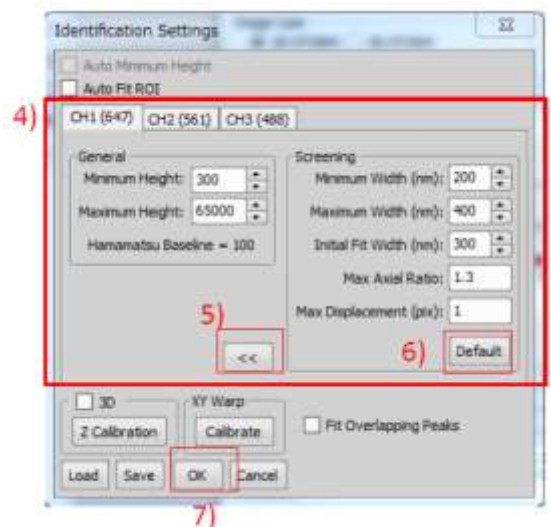 Identification Settings
Auto Minimum Height
Auto Fit ROI
4)
CH1 (647) CH2 (561) CH3 (488)
General
Minimum Height: 300
Maximum Height: 65000
Hamamatsu Baseline = 100
Screening
Minimum Width (nm): 200
Maximum Width (nm): 400
Initial Fit Width (nm): 300
Max Axial Ratio: 1.3
Max Displacement (pix): 1
5)
<<
6)
Default
3D
Z Calibration
XY Warp
Calibrate
Fit Overlapping Peaks
Load Save OK Cancel
7)